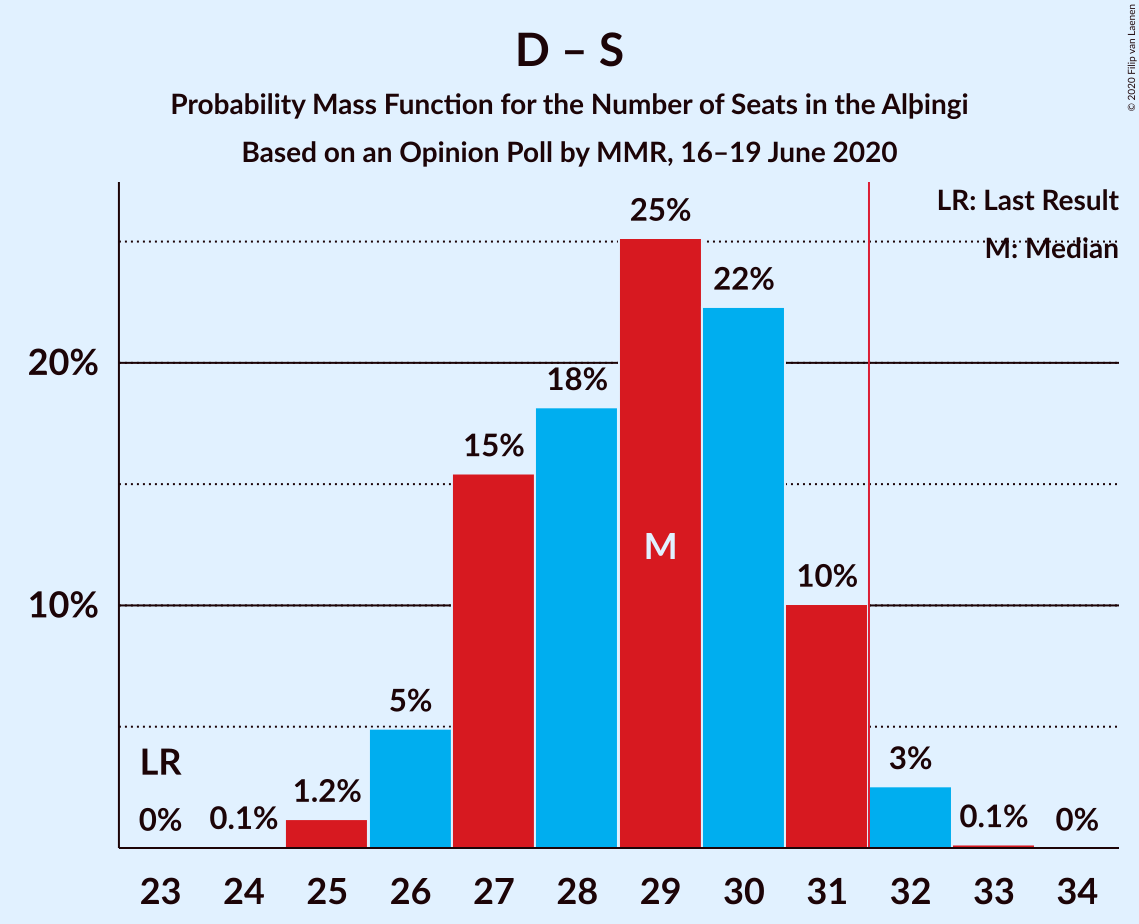 D – S
Probability Mass Function for the Number of Seats in the Alþingi
Based on an Opinion Poll by MMR, 16–19 June 2020
© 2020 Filip van Laenen
LR: Last Result
M: Median
25%
22%
20%
18%
15%
M
10%
10%
5%
LR
3%
1.2%
0%
0.1%
0.1%
0%
23 24 25 26 27 28 29 30 31 32 33 34